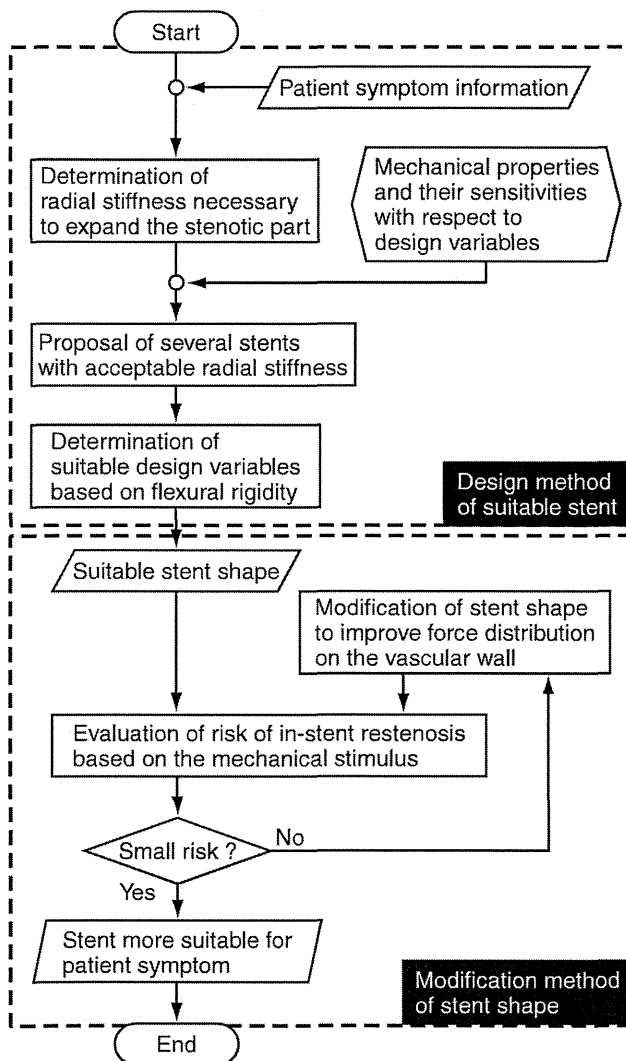 Start
Patient symptom information
Determination of
radial stiffness necessary
to expand the stenotic part
Mechanical properties
and their sensitivities
with respect to
design variables
Proposal of several stents
with acceptable radial stiffness
Determination of
suitable design variables
based on flexural rigidity
Design method
of suitable stent
Suitable stent shape
Modification of stent shape
to improve force distribution
on the vascular wall
Evaluation of risk of in-stent restenosis
based on the mechanical stimulus
Small risk ?
No
Yes
Stent more suitable for
patient symptom
Modification method
of stent shape
End